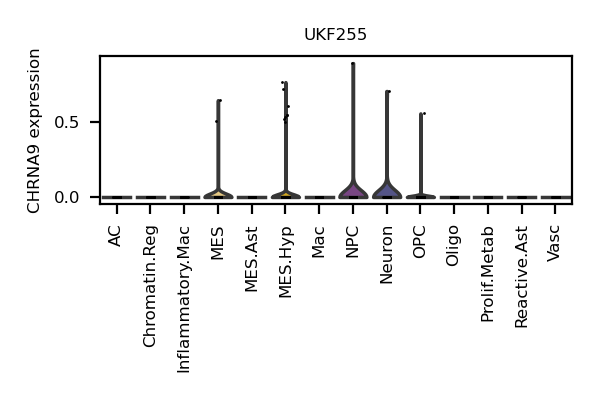 UKF255
CHRNA9 expression
0.5
0.0
AC
Chromatin.Reg
Inflammatory.Mac
MES
MES.Ast
MES.Hyp
Mac
NPC
Neuron
OPC
Oligo
Prolif.Metab
Reactive.Ast
Vasc